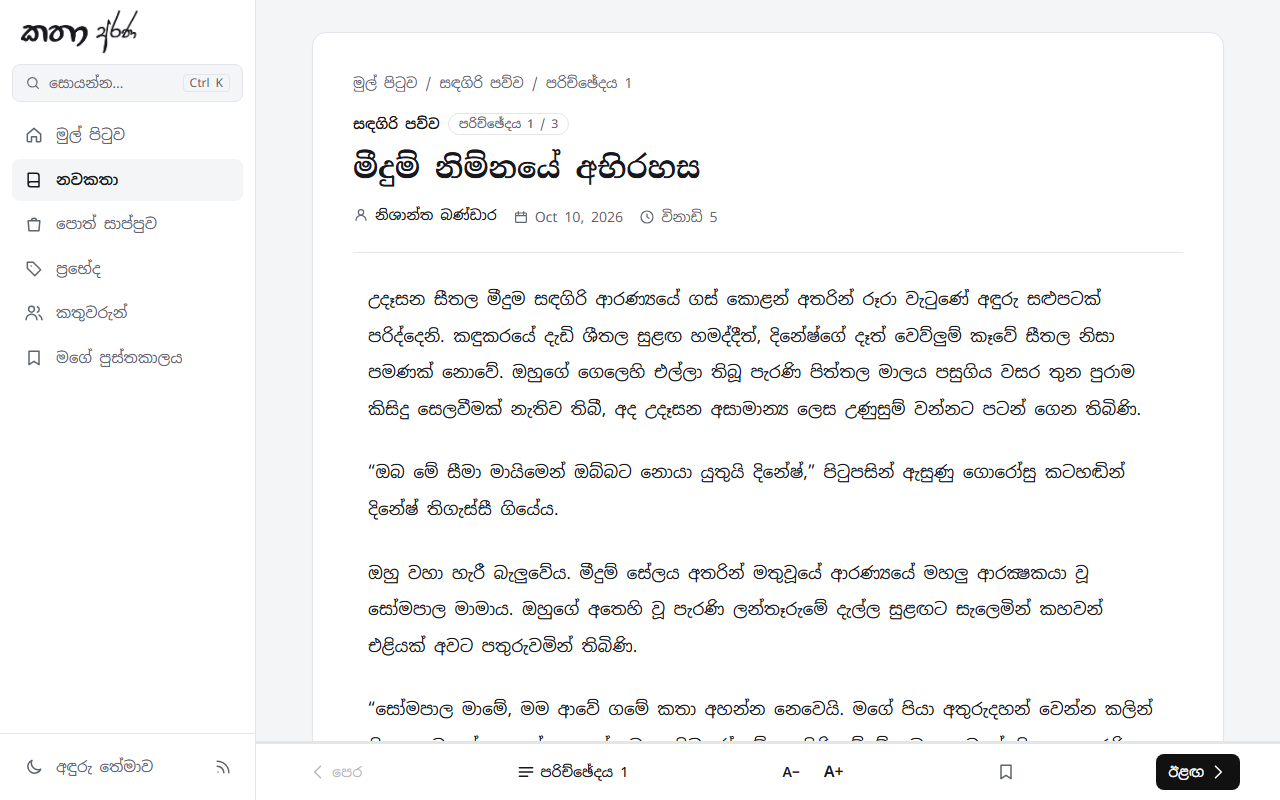 කතා අරණ
සොයන්න... Ctrl K
මුල් පිටුව
නවකතා
පොත් සාප්පුව
ප්‍රභේද
කතුවරුන්
මගේ පුස්තකාලය
අඳුරු තේමාව
මුල් පිටුව / සඳගිරි පව්ව / පරිච්ඡේදය 1
සඳගිරි පව්ව පරිච්ඡේදය 1 / 3
මීදුම් නිම්නයේ අභිරහස
නිශාන්ත බණ්ඩාර Oct 10, 2026 විනාඩි 5
උදෑසන සීතල මීදුම සඳගිරි ආරණ්‍යයේ ගස් කොළන් අතරින් රූරා වැටුණේ අඳුරු සළුපටක්
පරිද්දෙනි. කඳුකරයේ දැඩි ශීතල සුළඟ හමද්දීත්, දිනේෂ්ගේ දෑත් වෙව්ලුම් කෑවේ සීතල නිසා
පමණක් නොවේ. ඔහුගේ ගෙලෙහි එල්ලා තිබූ පැරණි පිත්තල මාලය පසුගිය වසර තුන පුරාම
කිසිදු සෙලවීමක් නැතිව තිබී, අද උදෑසන අසාමාන්‍ය ලෙස උණුසුම් වන්නට පටන් ගෙන තිබිණි.
“ඔබ මේ සීමා මායිමෙන් ඔබ්බට නොයා යුතුයි දිනේෂ්,” පිටුපසින් ඇසුණු ගොරෝසු කටහඬින්
දිනේෂ් තිගැස්සී ගියේය.
ඔහු වහා හැරී බැලුවේය. මීදුම් සේලය අතරින් මතුවූයේ ආරණ්‍යයේ මහලු ආරක්‍ෂකයා වූ
සෝමපාල මාමාය. ඔහුගේ අතෙහි වූ පැරණි ලන්තෑරුමේ දැල්ල සුළඟට සැලෙමින් කහවන්
එළියක් අවට පතුරුවමින් තිබිණි.
“සෝමපාල මාමේ, මම ආවේ ගමේ කතා අහන්න නෙවෙයි. මගේ පියා අතුරුදහන් වෙන්න කලින්
පෙර පරිච්ඡේදය 1 A− A+ ඊළඟ